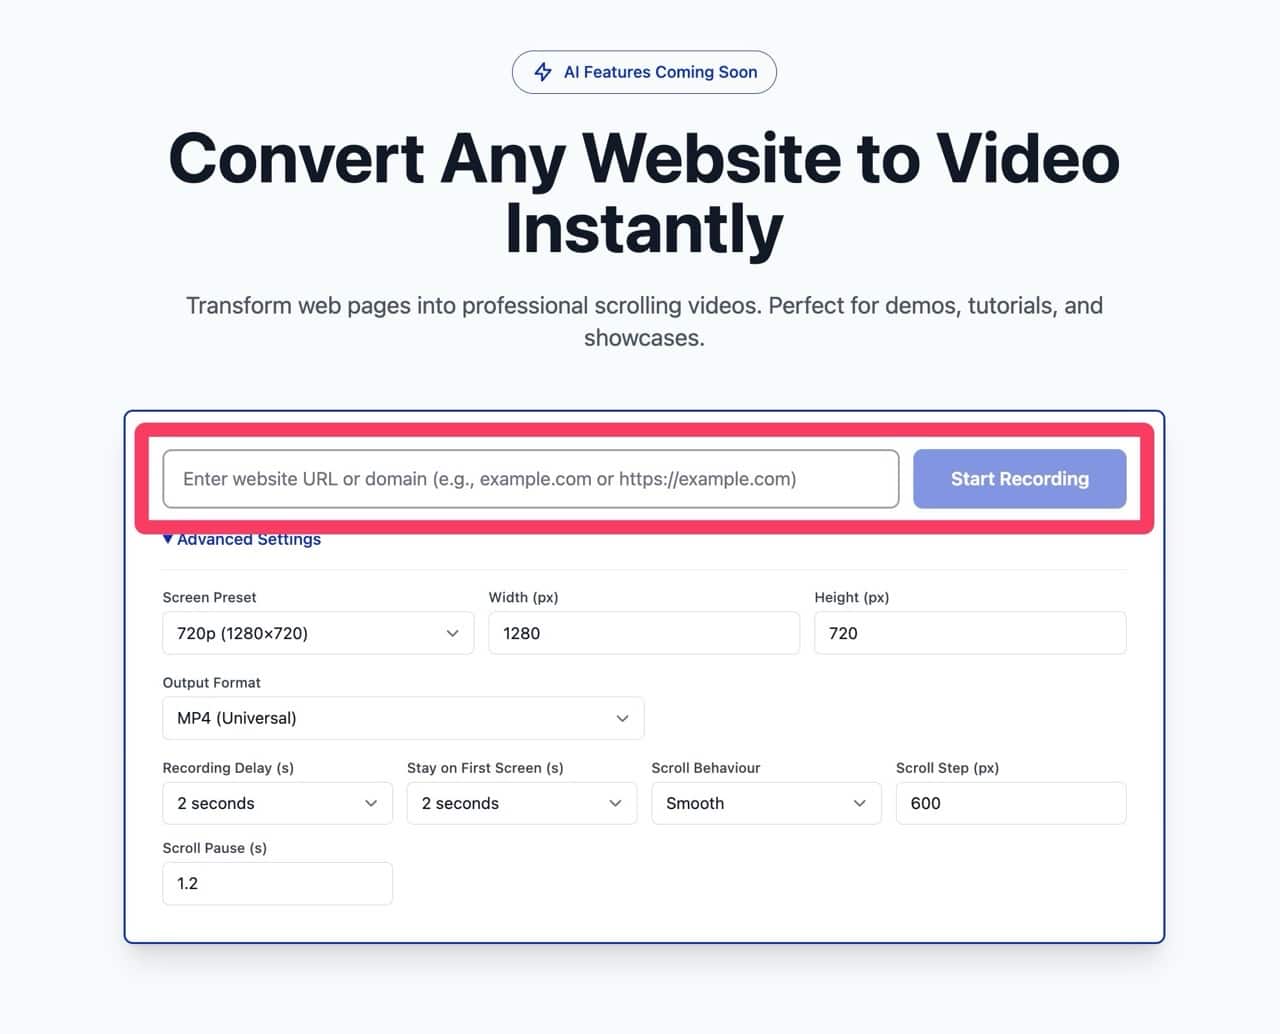 AI Features Coming Soon
Convert Any Website to Video
Instantly
Transform web pages into professional scrolling videos. Perfect for demos, tutorials, and
showcases.
Enter website URL or domain (e.g., example.com or https://example.com)
Start Recording
▼ Advanced Settings
Screen Preset
Width (px)
Height (px)
720p (1280×720)
1280
720
Output Format
MP4 (Universal)
Recording Delay (s)
Stay on First Screen (s)
Scroll Behaviour
Scroll Step (px)
2 seconds
2 seconds
Smooth
600
Scroll Pause (s)
1.2